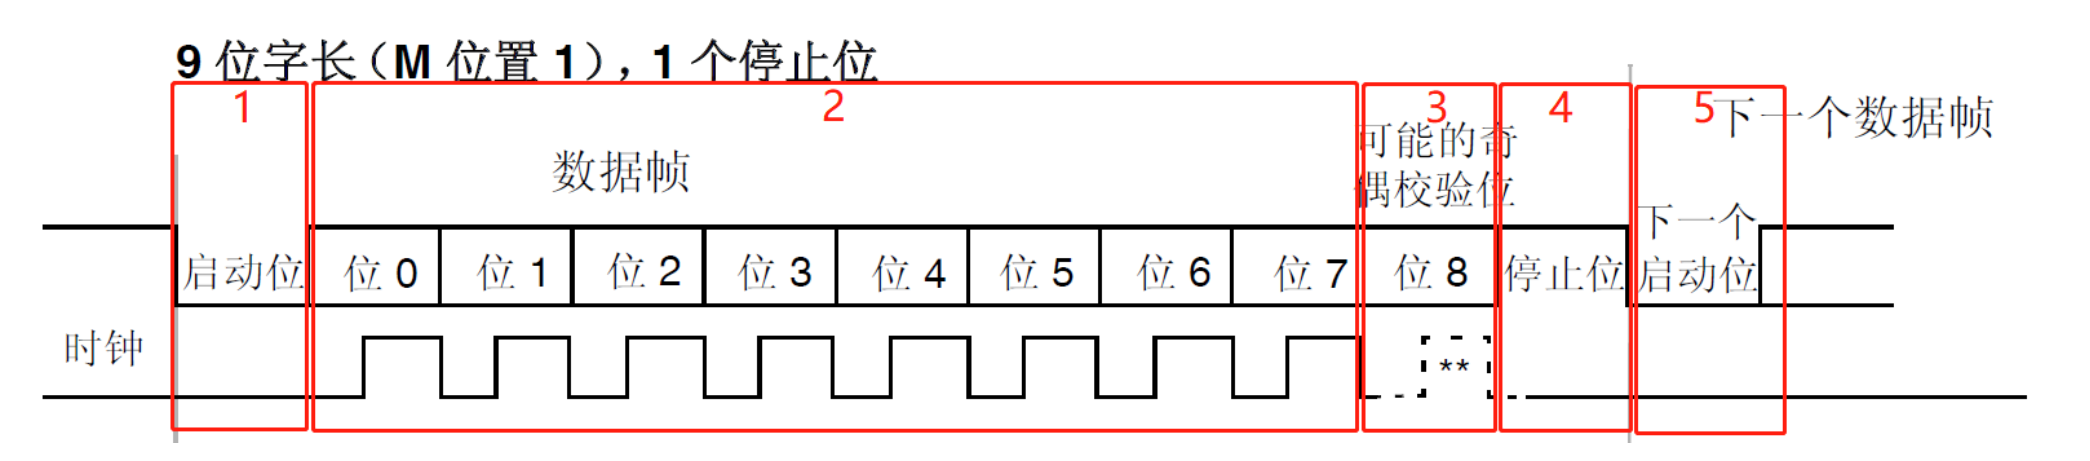 9 位字长（M 位置 1），1 个停止位
1
2
3
4
5
下一个数据帧
数据帧
可能的奇
偶校验位
下一个
启动位
位 0
位 1
位 2
位 3
位 4
位 5
位 6
位 7
位 8
停止位
启动位
时钟
**